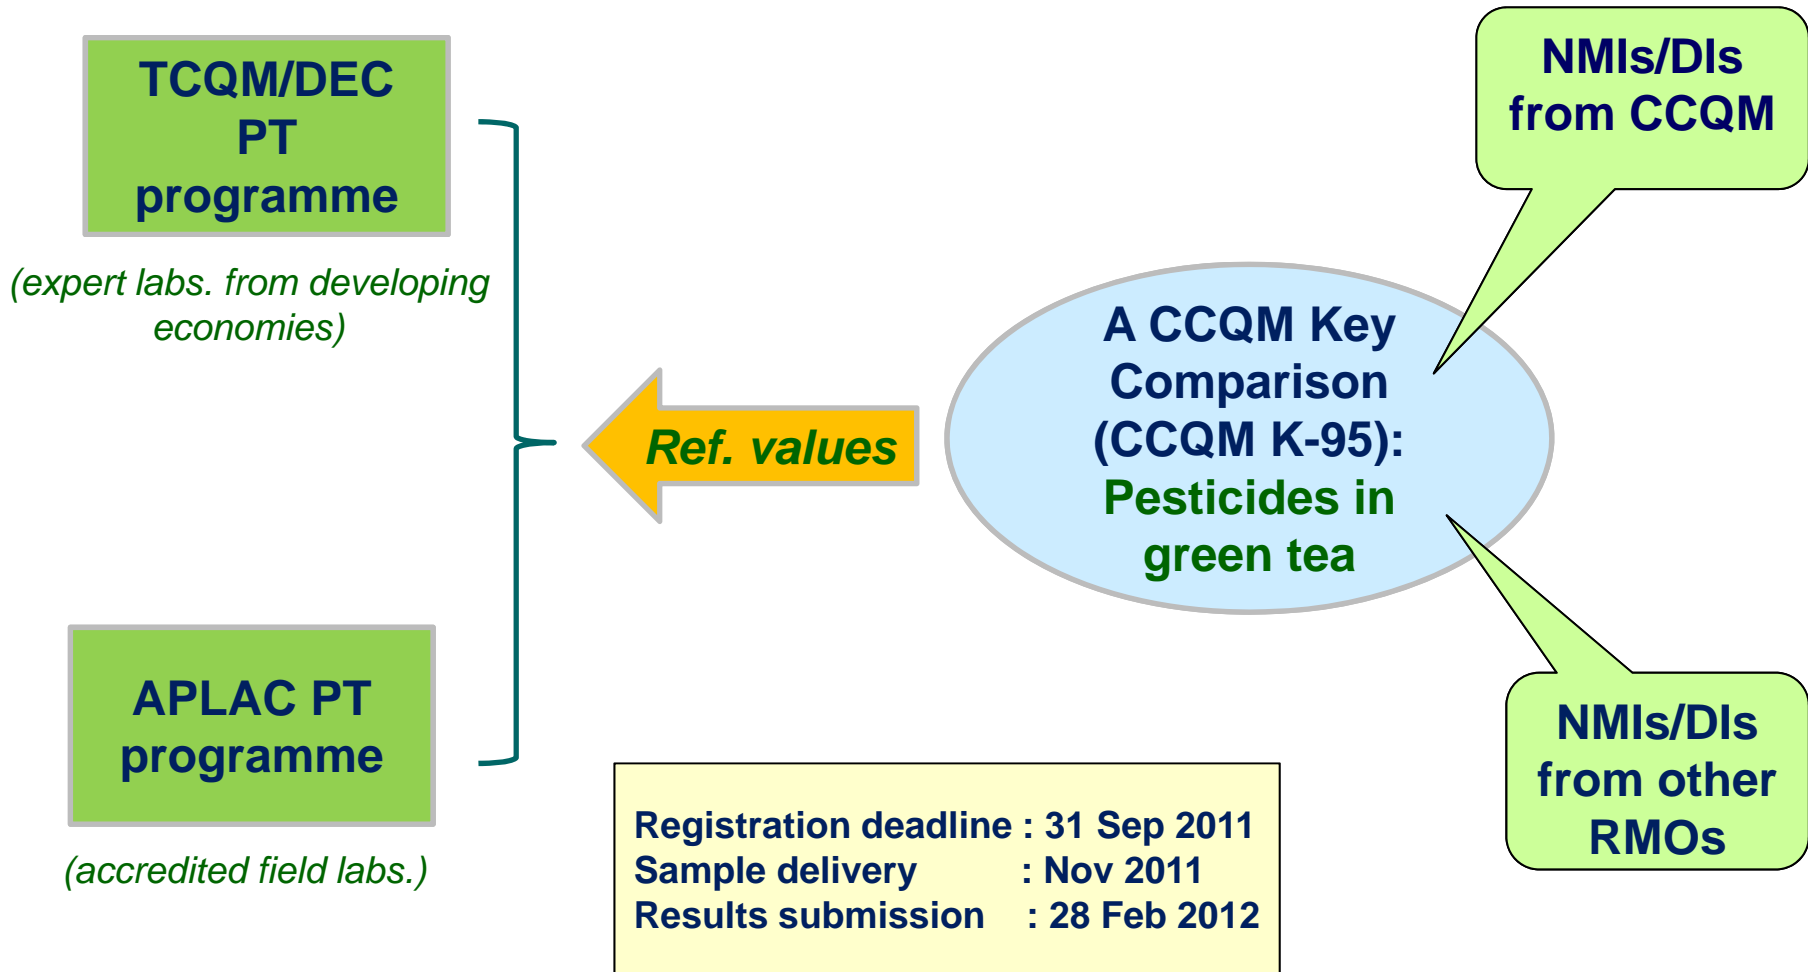 TCQM/DEC
PT
programme
(expert labs. from developing
economies)
APLAC PT
programme
(accredited field labs.)
Ref. values
A CCQM Key
Comparison
(CCQM K-95):
Pesticides in
green tea
NMIs/DIs
from CCQM
NMIs/DIs
from other
RMOs
Registration deadline : 31 Sep 2011
Sample delivery : Nov 2011
Results submission : 28 Feb 2012